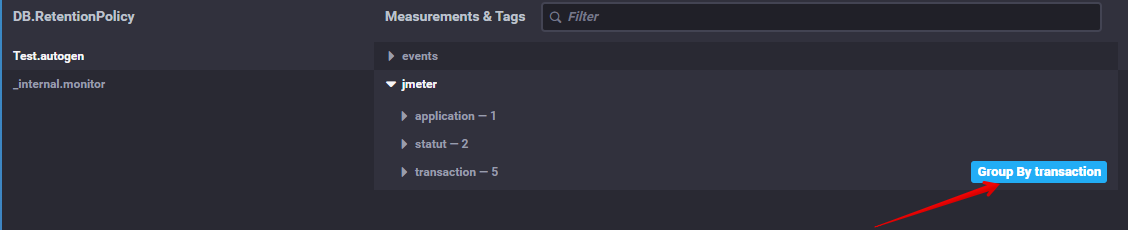 DB.RetentionPolicy
Measurements & Tags
Filter
Test.autogen
events
_internal.monitor
jmeter
application — 1
statut — 2
transaction — 5
Group By transaction